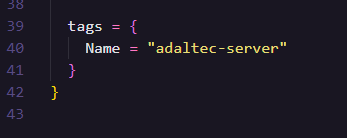 38
39 tags = {
40 Name = "adaltec-server"
41 }
42 }
43